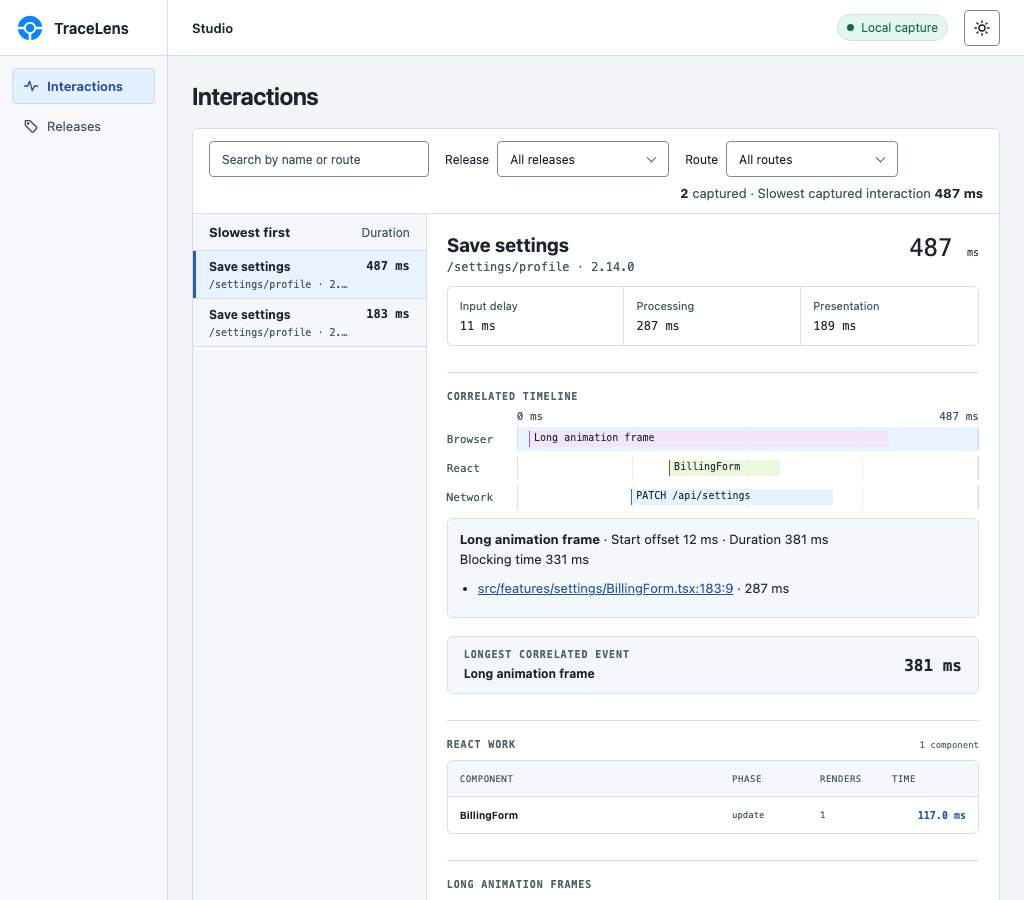 TraceLens
Studio
Local capture
Interactions
Releases
Interactions
Search by name or route
Release
All releases
Route
All routes
2 captured · Slowest captured interaction 487 ms
Slowest first
Duration
Save settings
487 ms
/settings/profile · 2.…
Save settings
183 ms
/settings/profile · 2.…
Save settings
487 ms
/settings/profile · 2.14.0
Input delay
11 ms
Processing
287 ms
Presentation
189 ms
CORRELATED TIMELINE
0 ms
487 ms
Browser
Long animation frame
React
BillingForm
Network
PATCH /api/settings
Long animation frame · Start offset 12 ms · Duration 381 ms
Blocking time 331 ms
• src/features/settings/BillingForm.tsx:183:9 · 287 ms
LONGEST CORRELATED EVENT
Long animation frame
381 ms
REACT WORK
1 component
COMPONENT
PHASE
RENDERS
TIME
BillingForm
update
1
117.0 ms
LONG ANIMATION FRAMES